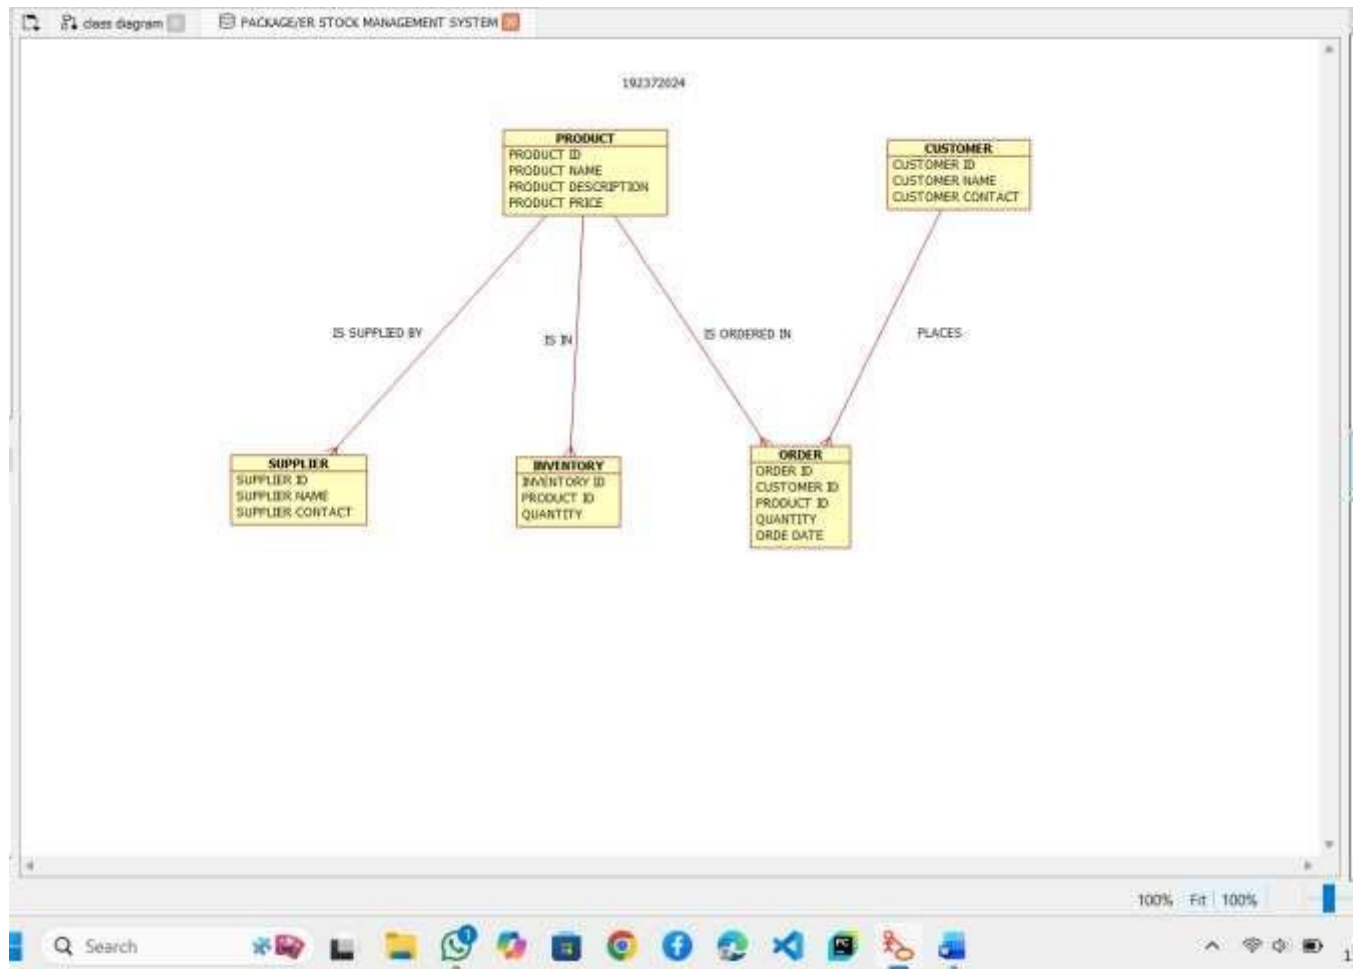 class diagram
PACKAGE/ER STOCK MANAGEMENT SYSTEM
192372024
PRODUCT
PRODUCT ID
PRODUCT NAME
PRODUCT DESCRIPTION
PRODUCT PRICE
CUSTOMER
CUSTOMER ID
CUSTOMER NAME
CUSTOMER CONTACT
IS SUPPLIED BY
IS IN
IS ORDERED IN
PLACES
SUPPLIER
SUPPLIER ID
SUPPLIER NAME
SUPPLIER CONTACT
INVENTORY
INVENTORY ID
PRODUCT ID
QUANTITY
ORDER
ORDER ID
CUSTOMER ID
PRODUCT ID
QUANTITY
ORDE DATE
100% Fit 100%
Search
1
PC